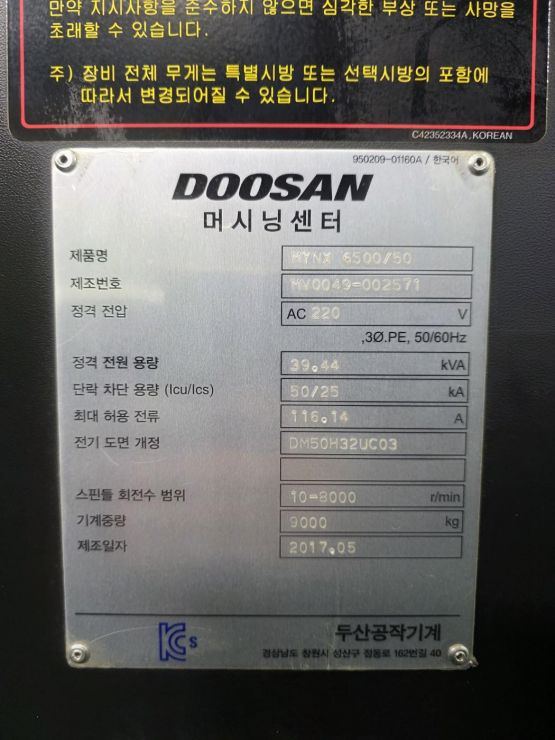 만약 지시사항을 준수하지 않으면 심각한 부상 또는 사망을
초래할 수 있습니다.
주) 장비 전체 무게는 특별시방 또는 선택시방의 포함에
따라서 변경되어질 수 있습니다.
C42352334A, KOREAN
950209-01160A / 한국어
DOOSAN
머시닝센터
제품명 MYNX 6500/50
제조번호 MV0049-002571
정격 전압 AC 220 V
,3Ø.PE, 50/60Hz
정격 전원 용량 39.44 kVA
단락 차단 용량 (Icu/Ics) 50/25 kA
최대 허용 전류 116.14 A
전기 도면 개정 DM50H32UC03
스핀들 회전수 범위 10-8000 r/min
기계중량 9000 kg
제조일자 2017.05
KCs 두산공작기계
경상남도 창원시 성산구 정동로 162번길 40